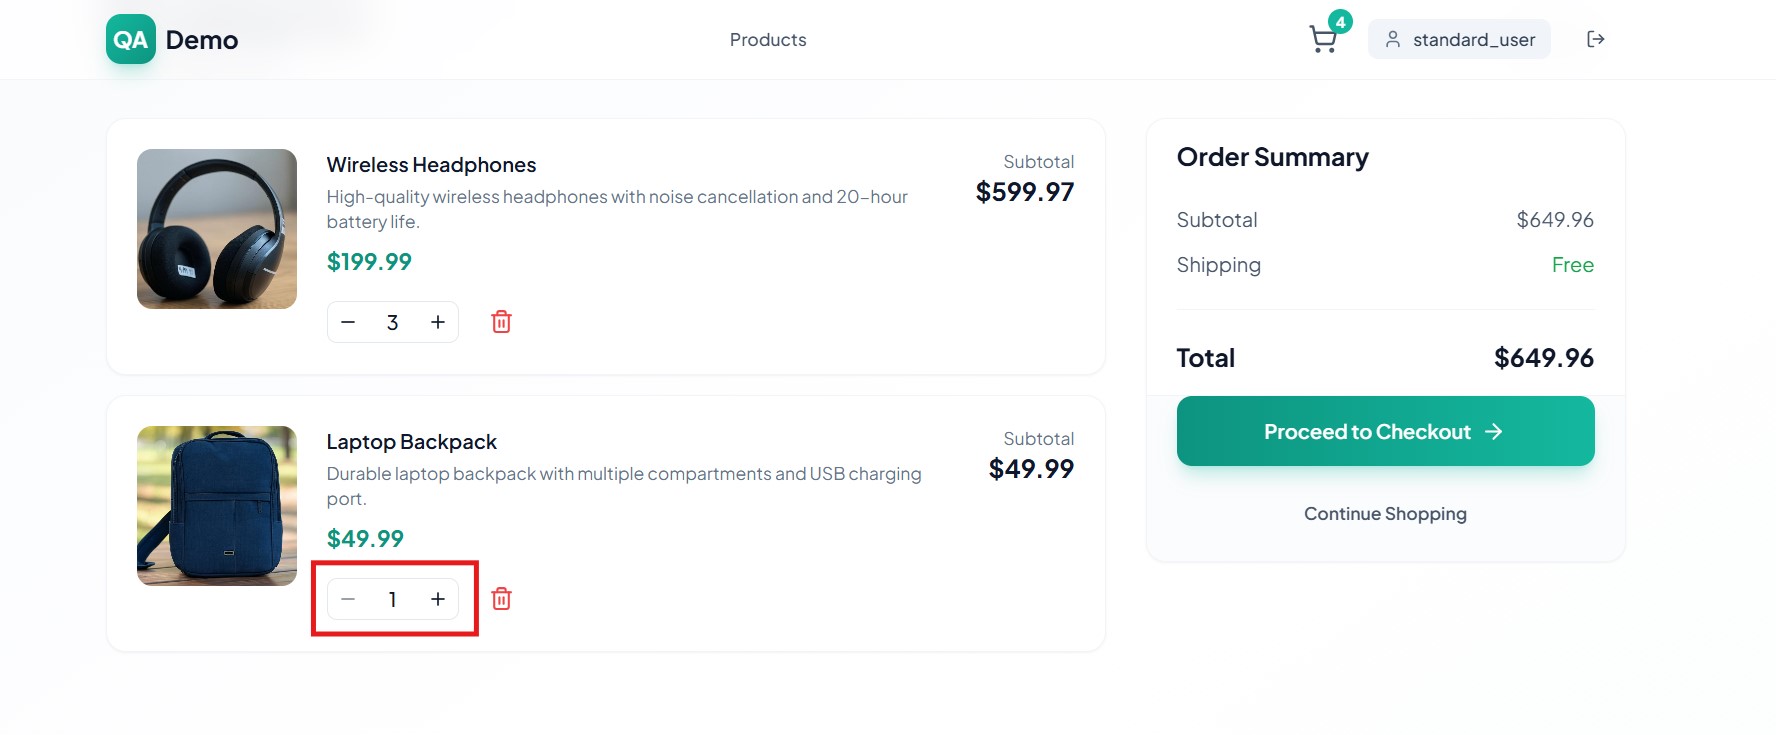 QA Demo
Products
4
standard_user
Wireless Headphones
High-quality wireless headphones with noise cancellation and 20-hour
battery life.
$199.99
3
Subtotal
$599.97
Laptop Backpack
Durable laptop backpack with multiple compartments and USB charging
port.
$49.99
1
Subtotal
$49.99
Order Summary
Subtotal $649.96
Shipping Free
Total $649.96
Proceed to Checkout →
Continue Shopping